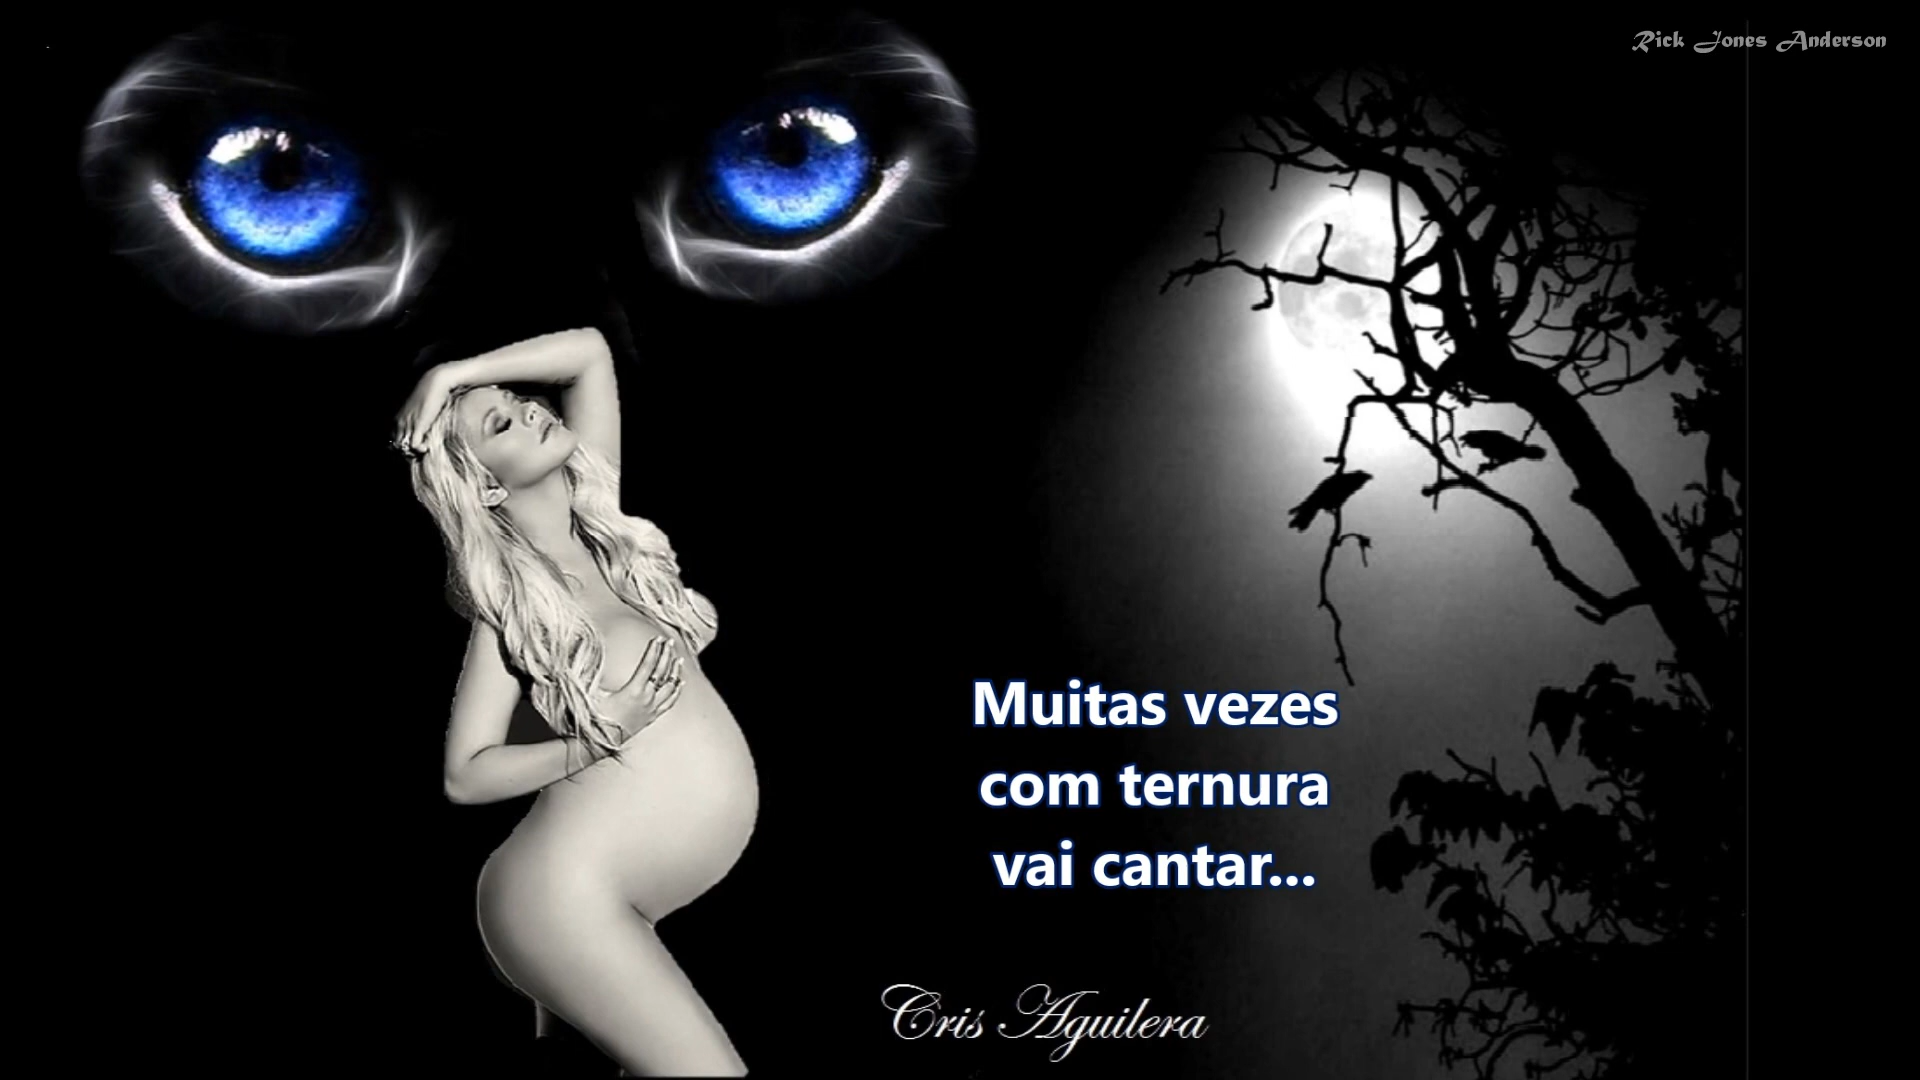 Rick Jones Anderson
Muitas vezes
com ternura
vai cantar...
Cris Aguilera